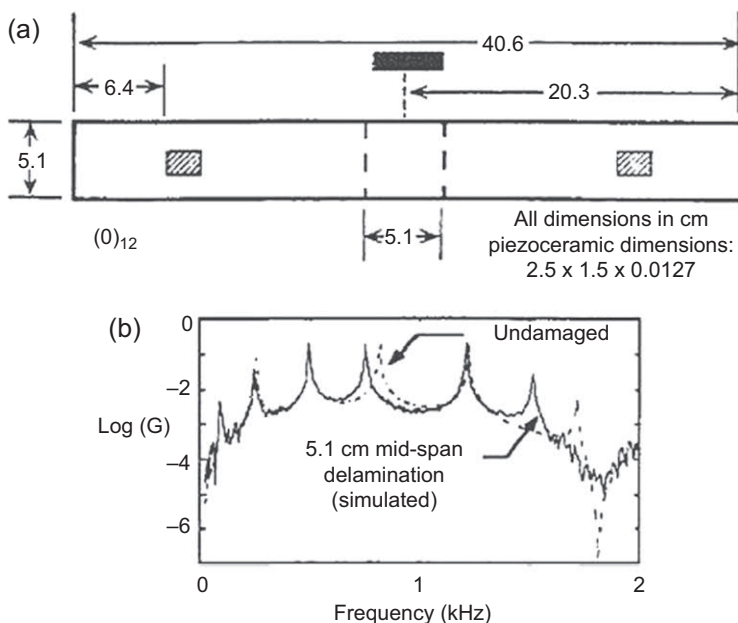 (a)
40.6
6.4
20.3
5.1
(0)12
5.1
All dimensions in cm
piezoceramic dimensions:
2.5 x 1.5 x 0.0127
(b)
0
−2
−4
−6
Log (G)
Undamaged
5.1 cm mid-span
delamination
(simulated)
0
1
2
Frequency (kHz)